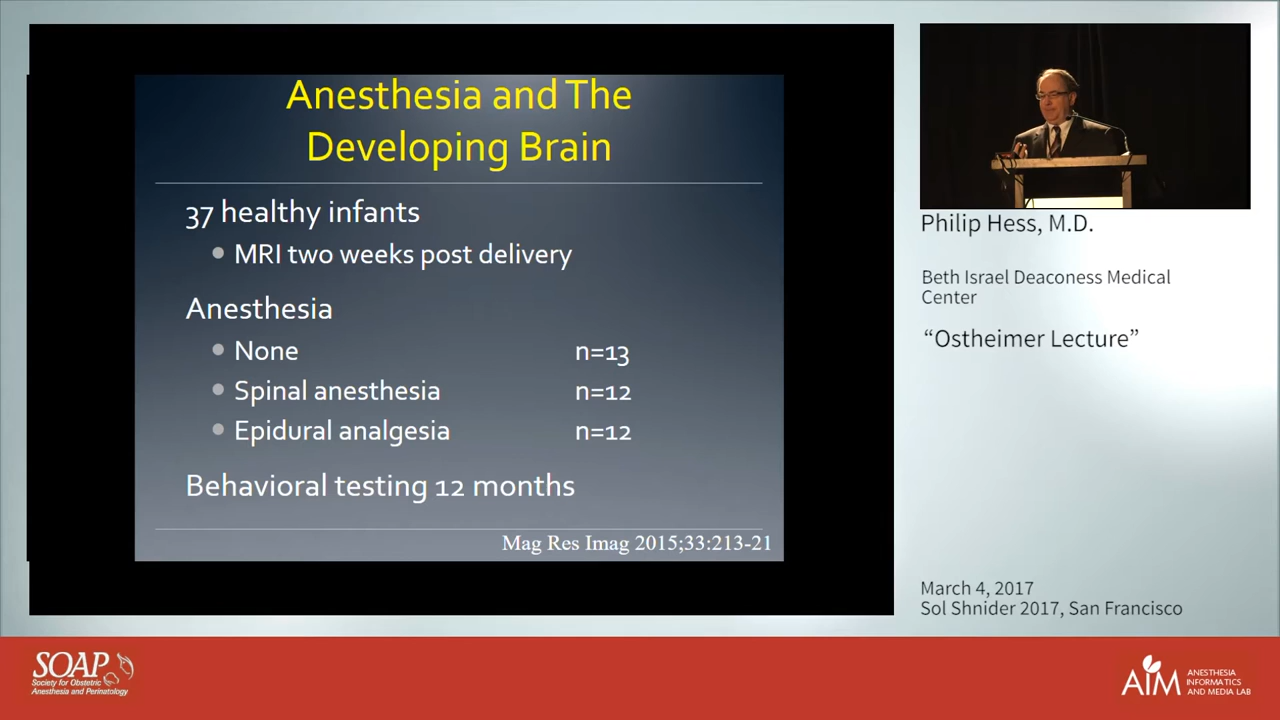 Anesthesia and The
Developing Brain
37 healthy infants
• MRI two weeks post delivery
Anesthesia
• None n=13
• Spinal anesthesia n=12
• Epidural analgesia n=12
Behavioral testing 12 months
Mag Res Imag 2015;33:213-21
Philip Hess, M.D.
Beth Israel Deaconess Medical
Center
“Ostheimer Lecture”
March 4, 2017
Sol Shnider 2017, San Francisco
SOAP
Society for Obstetric
Anesthesia and Perinatology
AIM
ANESTHESIA
INFORMATICS
AND MEDIA LAB